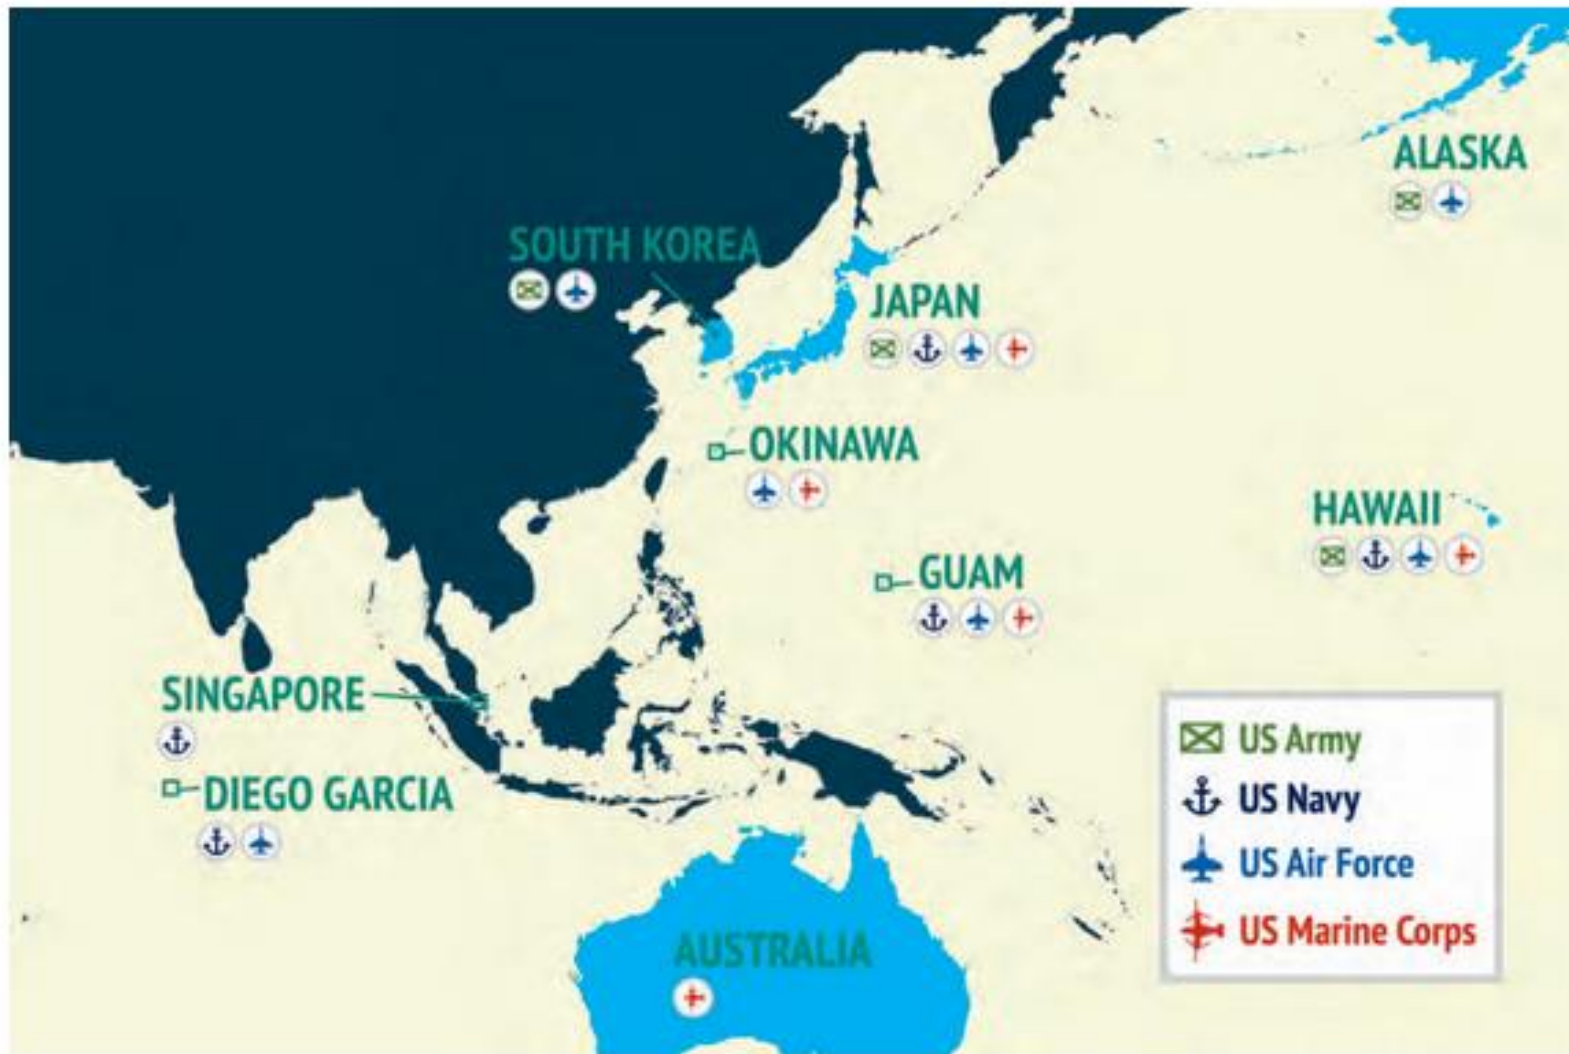 ALASKA
SOUTH KOREA
JAPAN
OKINAWA
HAWAII
GUAM
SINGAPORE
DIEGO GARCIA
AUSTRALIA
US Army
US Navy
US Air Force
US Marine Corps